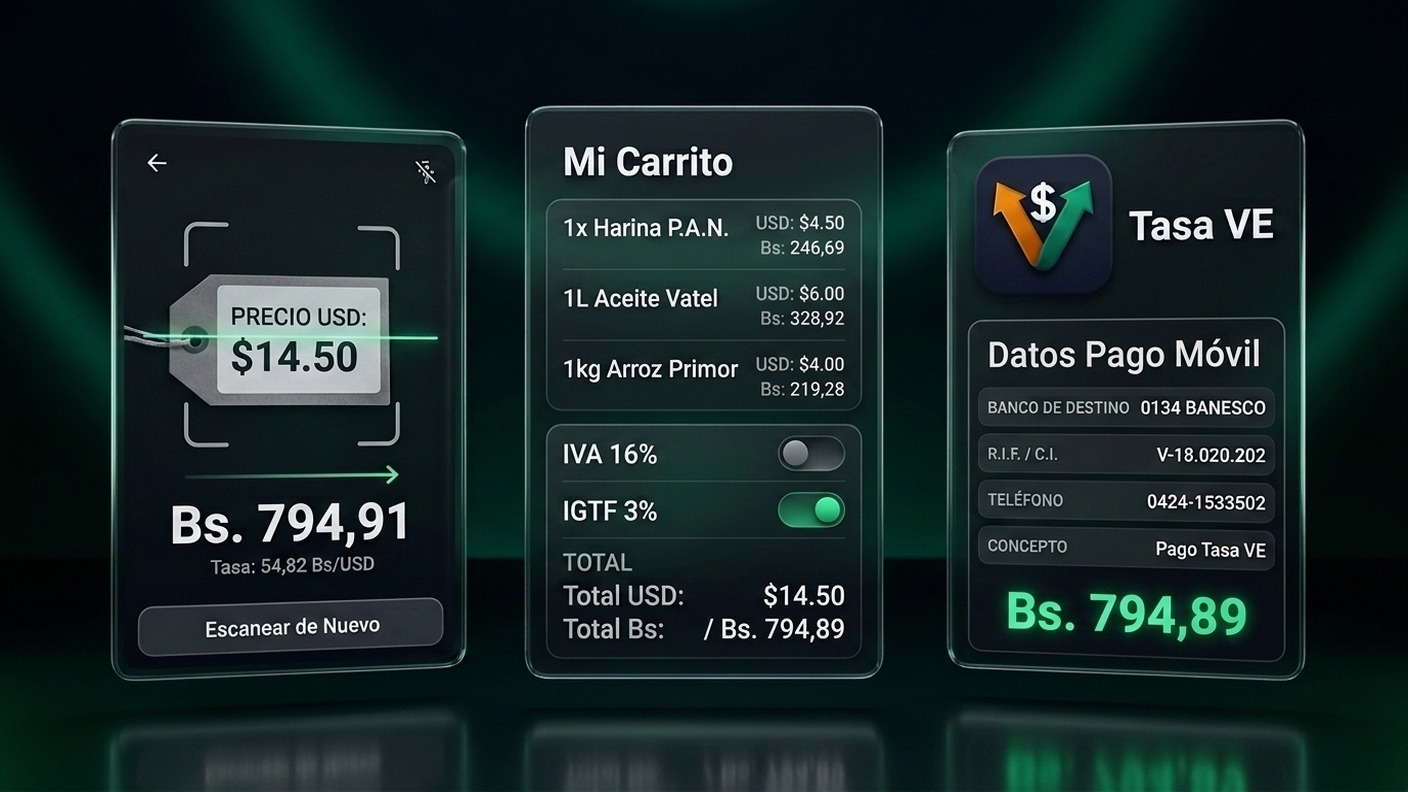 PRECIO USD:
$14.50
Bs. 794,91
Tasa: 54,82 Bs/USD
Escanear de Nuevo
Mi Carrito
1x Harina P.A.N. USD: $4.50
Bs: 246,69
1L Aceite Vatel USD: $6.00
Bs: 328,92
1kg Arroz Primor USD: $4.00
Bs: 219,28
IVA 16%
IGTF 3%
TOTAL
Total USD: $14.50
Total Bs: / Bs. 794,89
$
Tasa VE
Datos Pago Móvil
BANCO DE DESTINO 0134 BANESCO
R.I.F. / C.I. V-18.020.202
TELÉFONO 0424-1533502
CONCEPTO Pago Tasa VE
Bs. 794,89